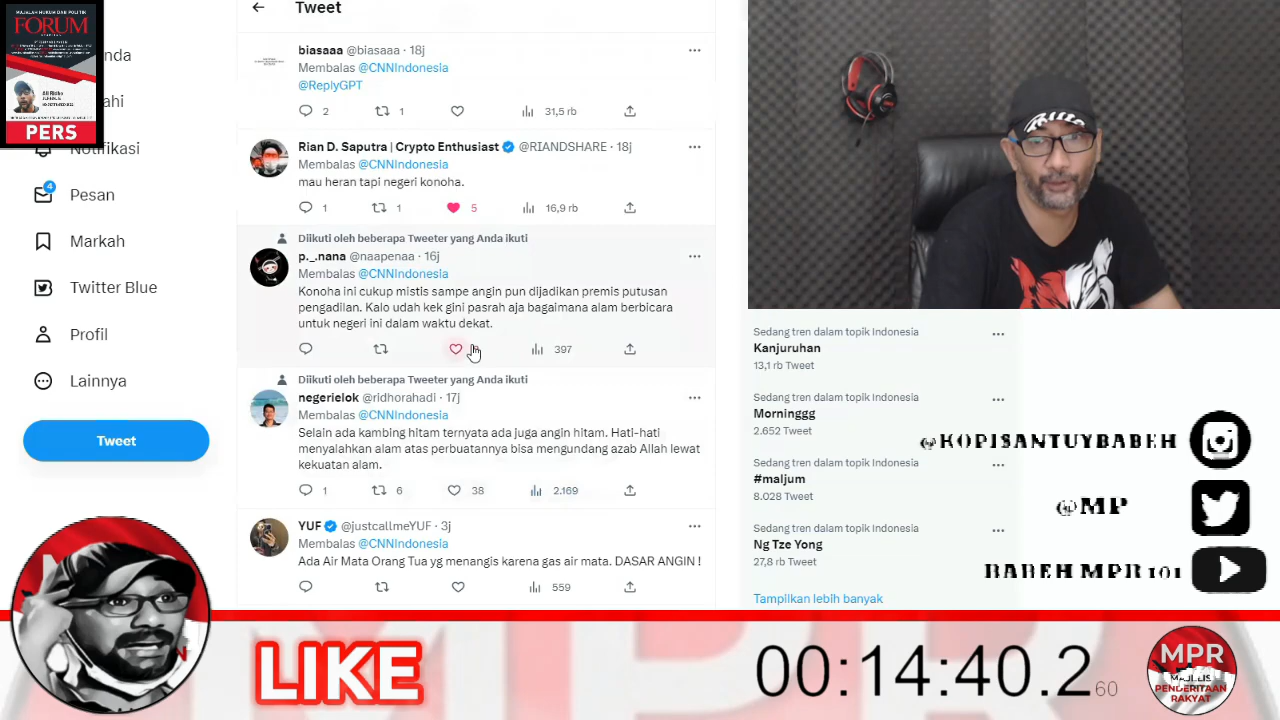 MAJALAH HUKUM DAN POLITIK
FORUM
Ali Ridho
PERS
nda
ahi
Notifikasi
4
Pesan
Markah
Twitter Blue
Profil
Lainnya
Tweet
Tweet
biasaaa @biasaaa · 18j
Membalas @CNNIndonesia
@ReplyGPT
2 1 31,5 rb
Rian D. Saputra | Crypto Enthusiast @RIANDSHARE · 18j
Membalas @CNNIndonesia
mau heran tapi negeri konoha.
1 1 5 16,9 rb
Diikuti oleh beberapa Tweeter yang Anda ikuti
p._.nana @naapenaa · 16j
Membalas @CNNIndonesia
Konoha ini cukup mistis sampe angin pun dijadikan premis putusan
pengadilan. Kalo udah kek gini pasrah aja bagaimana alam berbicara
untuk negeri ini dalam waktu dekat.
397
Diikuti oleh beberapa Tweeter yang Anda ikuti
negerielok @ridhorahadi · 17j
Membalas @CNNIndonesia
Selain ada kambing hitam ternyata ada juga angin hitam. Hati-hati
menyalahkan alam atas perbuatannya bisa mengundang azab Allah lewat
kekuatan alam.
1 6 38 2.169
YUF @justcallmeYUF · 3j
Membalas @CNNIndonesia
Ada Air Mata Orang Tua yg menangis karena gas air mata. DASAR ANGIN !
559
Sedang tren dalam topik Indonesia
Kanjuruhan
13,1 rb Tweet
Sedang tren dalam topik Indonesia
Morninggg
2.652 Tweet
Sedang tren dalam topik Indonesia
#maljum
8.028 Tweet
Sedang tren dalam topik Indonesia
Ng Tze Yong
27,8 rb Tweet
Tampilkan lebih banyak
@KOPISANTUYBABEH
@MP
BABEH MPR 101
LIKE
00:14:40.2
60
MPR
MAJLLIS
PENDERITAAN
RAKYAT